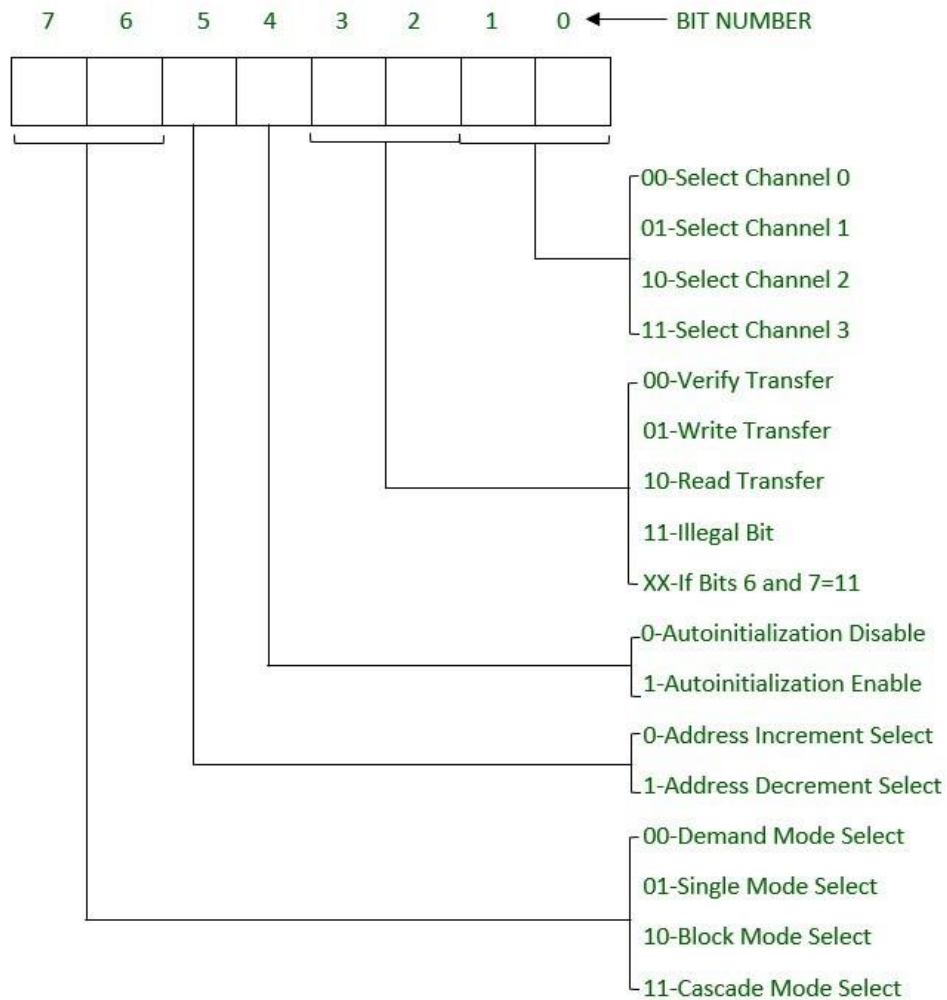 7 6 5 4 3 2 1 0 BIT NUMBER
00-Select Channel 0
01-Select Channel 1
10-Select Channel 2
11-Select Channel 3
00-Verify Transfer
01-Write Transfer
10-Read Transfer
11-Illegal Bit
XX-If Bits 6 and 7=11
0-Autoinitialization Disable
1-Autoinitialization Enable
0-Address Increment Select
1-Address Decrement Select
00-Demand Mode Select
01-Single Mode Select
10-Block Mode Select
11-Cascade Mode Select